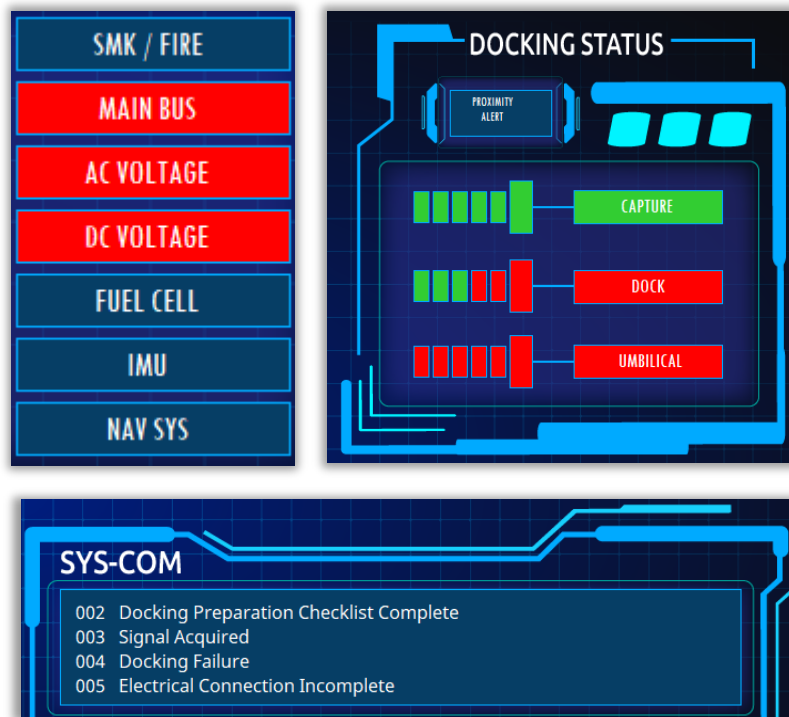 SMK / FIRE
MAIN BUS
AC VOLTAGE
DC VOLTAGE
FUEL CELL
IMU
NAV SYS
DOCKING STATUS
PROXIMITY
ALERT
CAPTURE
DOCK
UMBILICAL
SYS-COM
002 Docking Preparation Checklist Complete
003 Signal Acquired
004 Docking Failure
005 Electrical Connection Incomplete